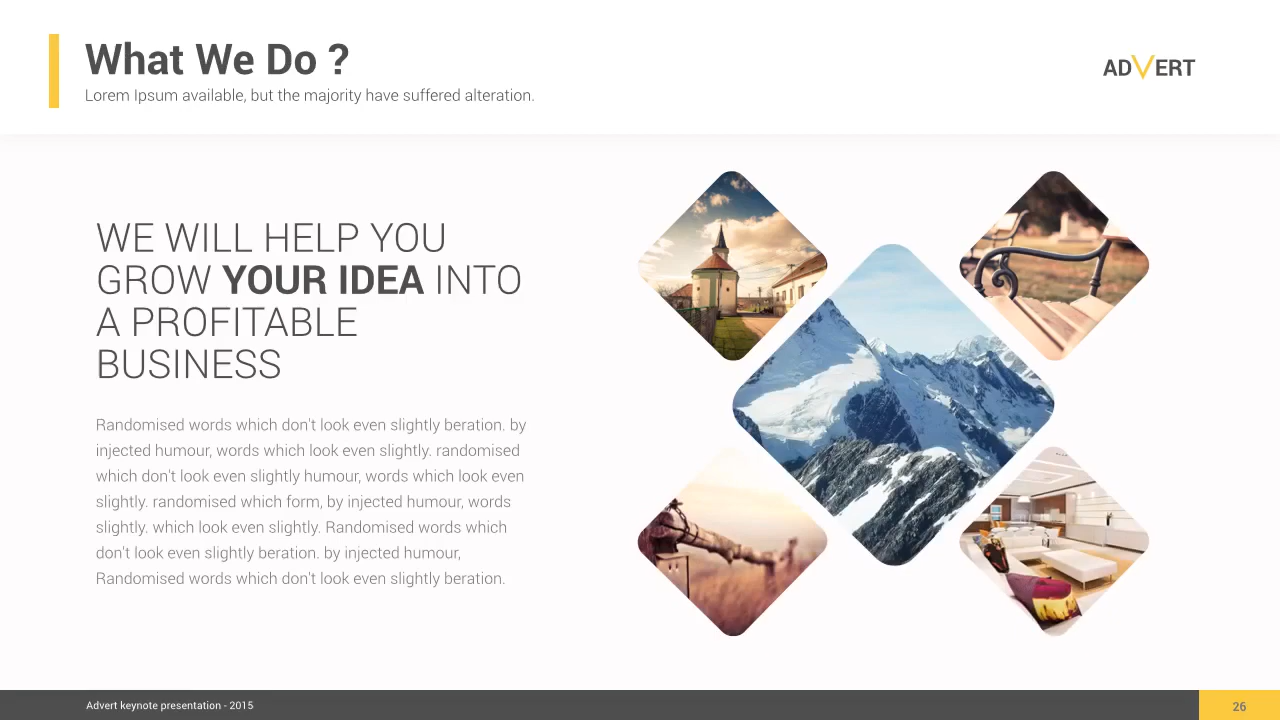 What We Do ?
Lorem Ipsum available, but the majority have suffered alteration.
ADVERT
WE WILL HELP YOU
GROW YOUR IDEA INTO
A PROFITABLE
BUSINESS
Randomised words which don't look even slightly beration. by
injected humour, words which look even slightly. randomised
which don't look even slightly humour, words which look even
slightly. randomised which form, by injected humour, words
slightly. which look even slightly. Randomised words which
don't look even slightly beration. by injected humour,
Randomised words which don't look even slightly beration.
Advert keynote presentation - 2015
26